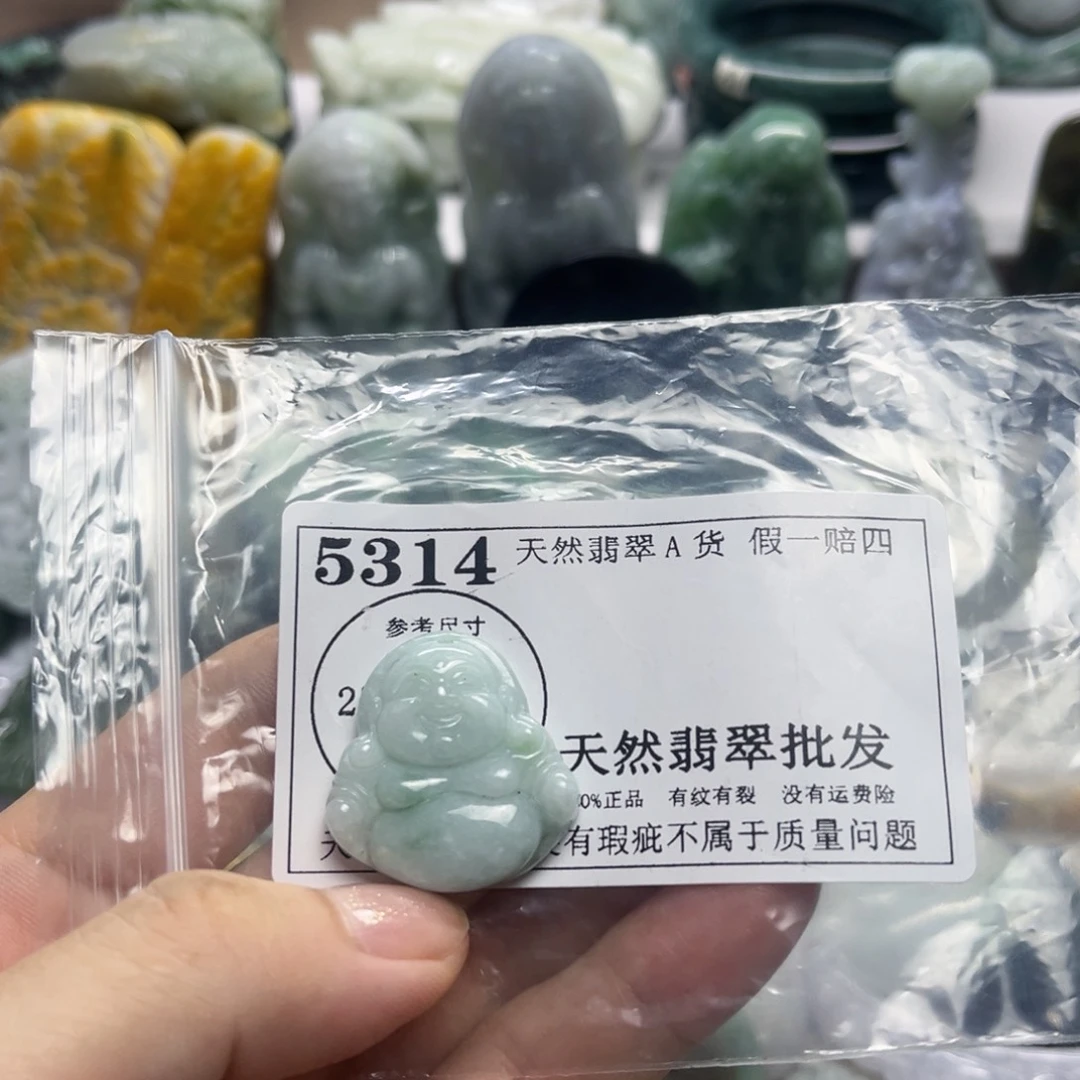 5314 天然翡翠A货 假一赔四
参考尺寸
2
天然翡翠批发
0%正品 有纹有裂 没有运费险
有瑕疵不属于质量问题